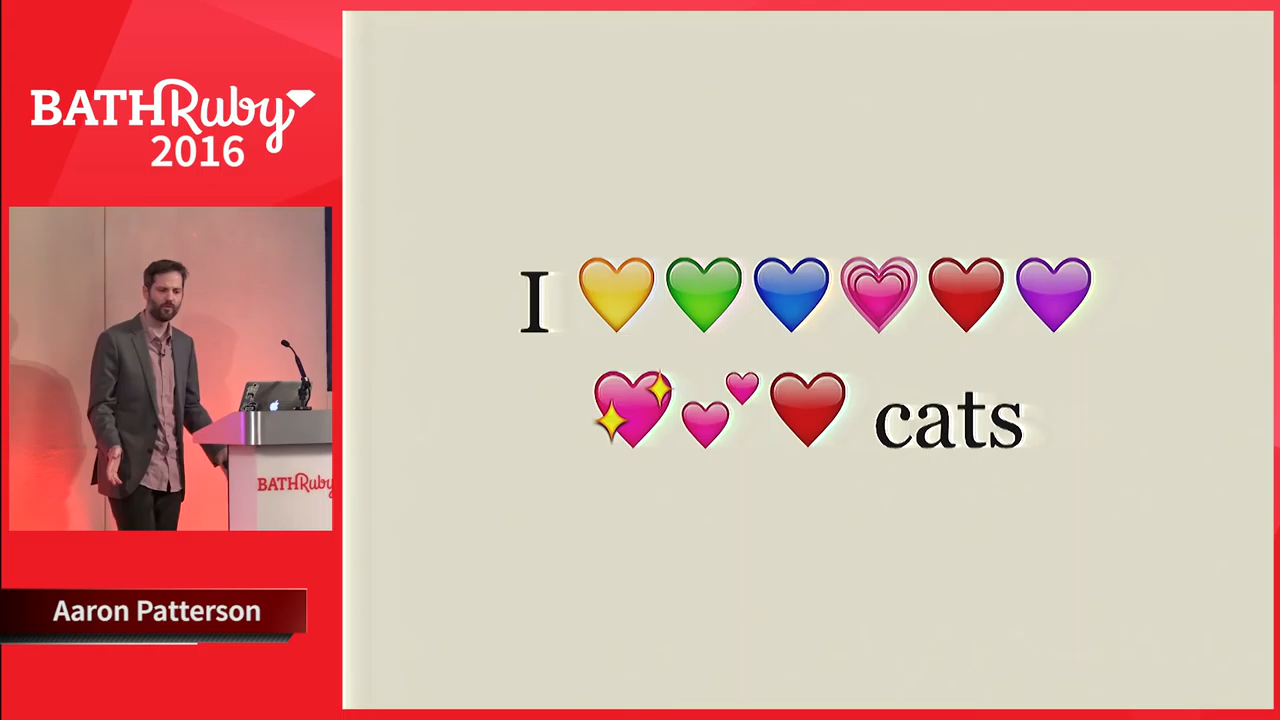 BATHRuby
2016
BATHRuby
Aaron Patterson
I 💛💚💙💗❤️💜
💖💕❤️ cats